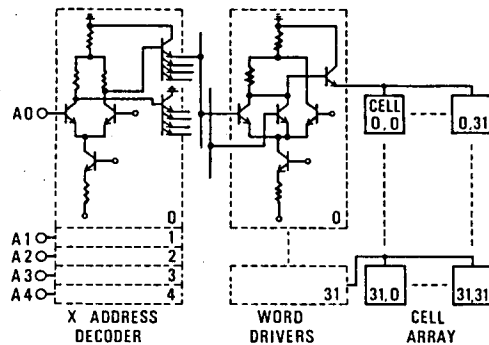 A0
CELL
0,0
0,31
0
0
A1
1
A2
2
A3
3
A4
4
31
31,0
31,31
X ADDRESS DECODER
WORD DRIVERS
CELL ARRAY